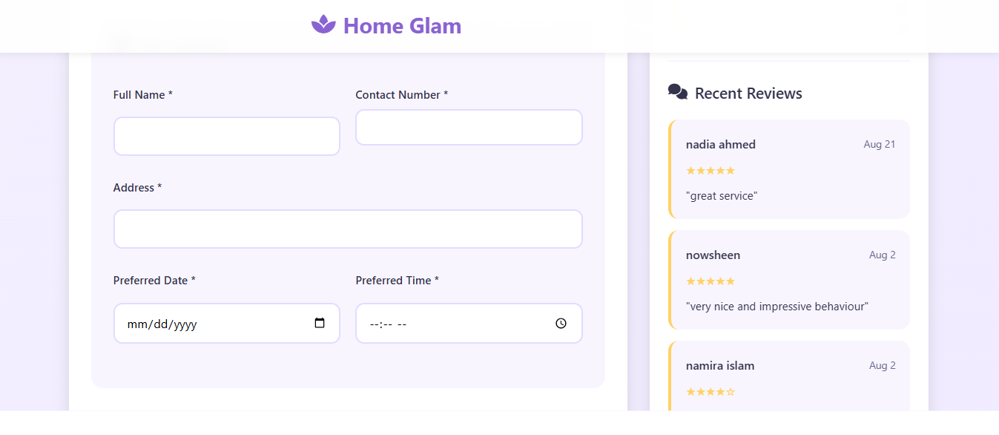 Home Glam
Full Name *
Contact Number *
Address *
Preferred Date *
Preferred Time *
mm/dd/yyyy
--:-- --
Recent Reviews
nadia ahmed
Aug 21
★★★★★
"great service"
nowsheen
Aug 2
★★★★★
"very nice and impressive behaviour"
namira islam
Aug 2
★★★★☆